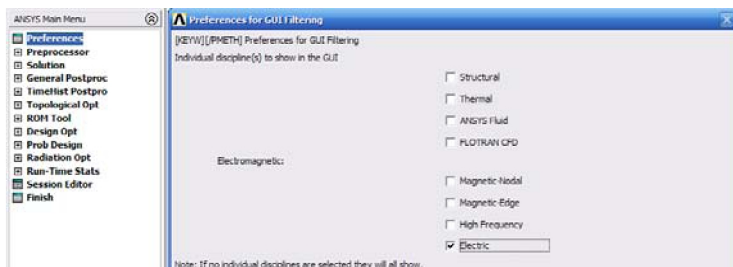 ANSYS Main Menu
Preferences
Preprocessor
Solution
General Postproc
TimeHist Postpro
Topological Opt
ROM Tool
Design Opt
Prob Design
Radiation Opt
Run-Time Stats
Session Editor
Finish
Preferences for GUI Filtering
[KEYW][/PMETH] Preferences for GUI Filtering
Individual discipline(s) to show in the GUI
Structural
Thermal
ANSYS Fluid
FLOTRAN CFD
Electromagnetic:
Magnetic-Nodal
Magnetic-Edge
High Frequency
Electric
Note: If no individual disciplines are selected they will all show.